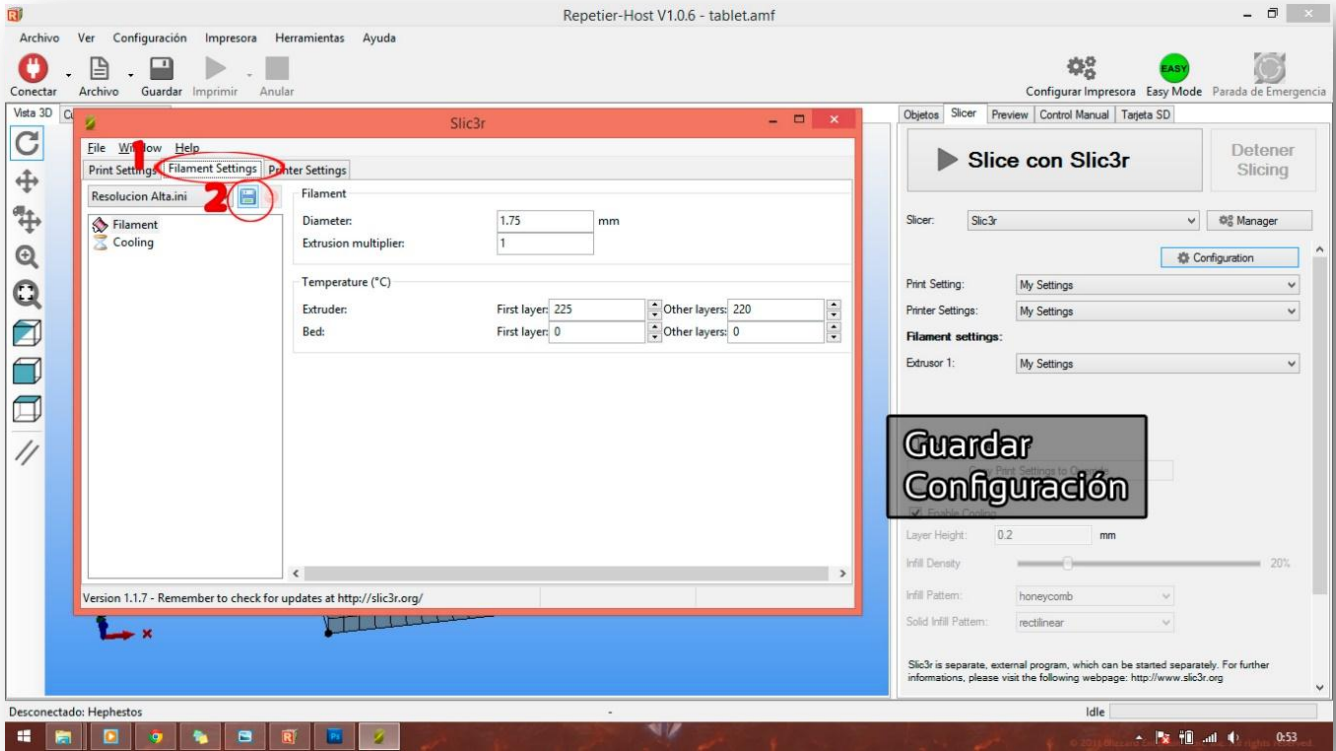 Repetier-Host V1.0.6 - tablet.amf
Archivo Ver Configuración Impresora Herramientas Ayuda
Conectar Archivo Guardar Imprimir Anular
Configurar Impresora Easy Mode Parada de Emergencia
EASY
Vista 3D
Objetos Slicer Preview Control Manual Tarjeta SD
Slic3r
File Window Help
1
Print Settings Filament Settings Printer Settings
Resolucion Alta.ini
2
Filament
Cooling
Filament
Diameter: 1.75 mm
Extrusion multiplier: 1
Temperature (°C)
Extruder: First layer: 225 Other layers: 220
Bed: First layer: 0 Other layers: 0
Version 1.1.7 - Remember to check for updates at http://slic3r.org/
Slice con Slic3r
Detener
Slicing
Slicer: Slic3r Manager
Configuration
Print Setting: My Settings
Printer Settings: My Settings
Filament settings:
Extrusor 1: My Settings
Guardar
Configuración
Copy Print Settings to Override
Enable Cooling
Layer Height: 0.2 mm
Infill Density 20%
Infill Pattern: honeycomb
Solid Infill Pattern: rectilinear
Slic3r is separate, external program, which can be started separately. For further
informations, please visit the following webpage: http://www.slic3r.org
Desconectado: Hephestos - Idle
0:53